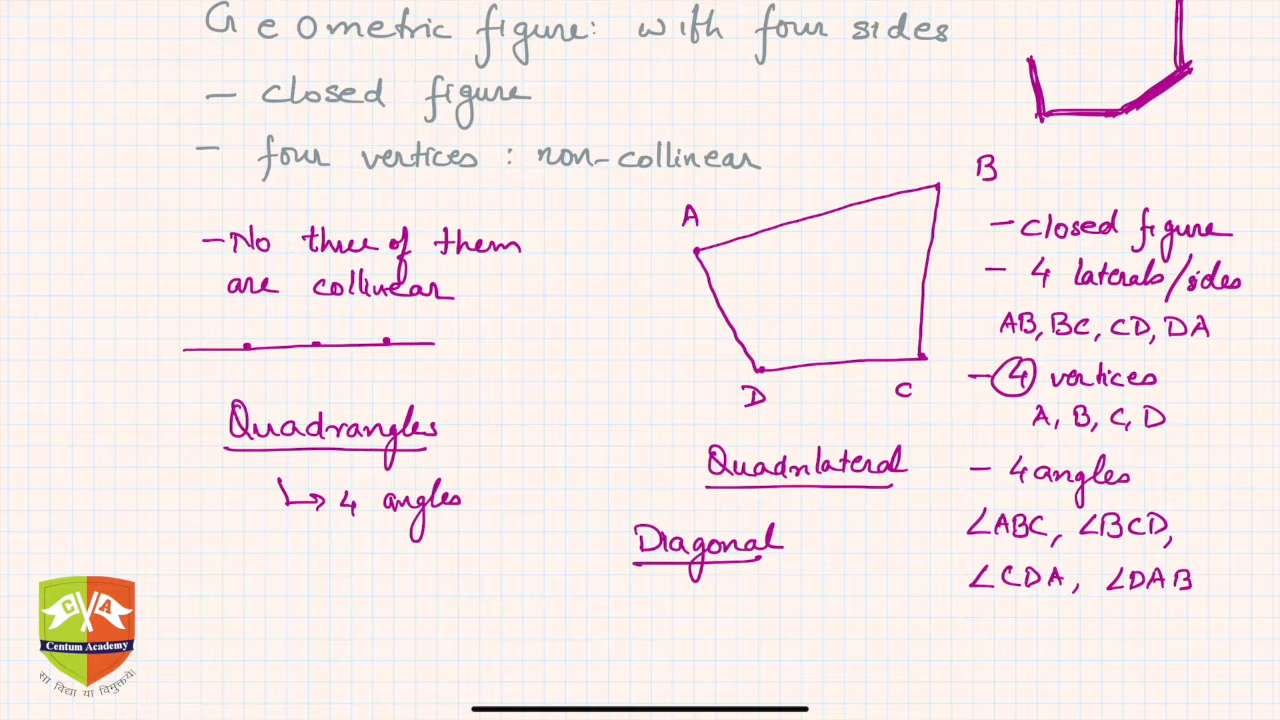 Geometric figure: with four sides
- closed figure
- four vertices : non-collinear
- No three of them
are collinear
Quadrangles
↳ 4 angles
A
B
C
D
Quadrilateral
Diagonal
- closed figure
- 4 laterals/sides
AB, BC, CD, DA
- 4 vertices
A, B, C, D
- 4 angles
∠ABC, ∠BCD,
∠CDA, ∠DAB
C A
Centum Academy
सा विद्या या विमुक्तये।